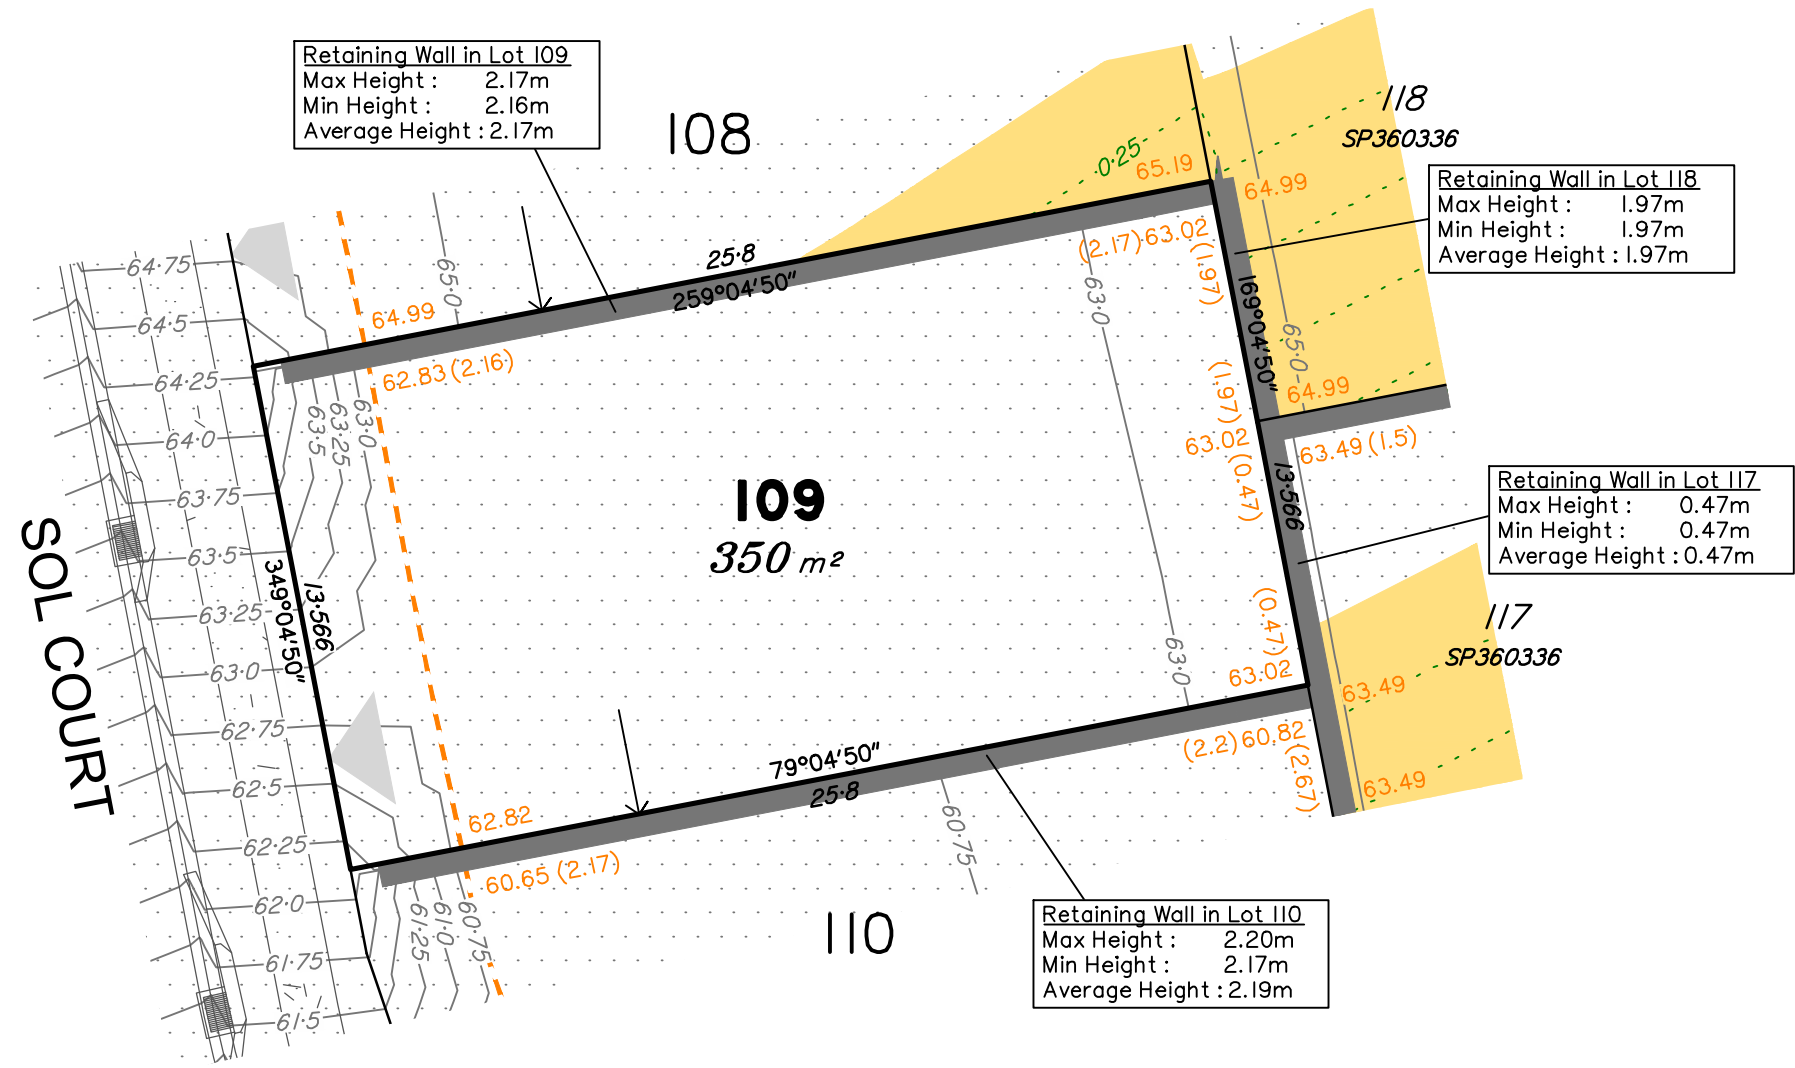 Retaining Wall in Lot 109
Max Height : 2.17m
Min Height : 2.16m
Average Height : 2.17m
108
118
SP360336
0·25
65.19
64.99
Retaining Wall in Lot 118
Max Height : 1.97m
Min Height : 1.97m
Average Height : 1.97m
(2.17) 63.02
(1.97)
25·8
259°04'50"
65·0
64.99
62.83 (2.16)
64·75
64·5
64·25
64·0
63·75
63·5
63·25
63·0
62·75
62·5
62·25
62·0
61·75
61·5
63·5
63·25
63·0
63·0
63·0
169°04'50"
65·0
64.99
(1.97)
63.02
(0.47)
63.49 (1.5)
13·566
Retaining Wall in Lot 117
Max Height : 0.47m
Min Height : 0.47m
Average Height : 0.47m
109
350 m²
SOL COURT
349°04'50"
13·566
(0.47)
63.02
117
SP360336
63.49
63.49
(2.2) 60.82
(2.67)
79°04'50"
25·8
62.82
60.65 (2.17)
60·75
61·25
61·0
60·75
110
Retaining Wall in Lot 110
Max Height : 2.20m
Min Height : 2.17m
Average Height : 2.19m